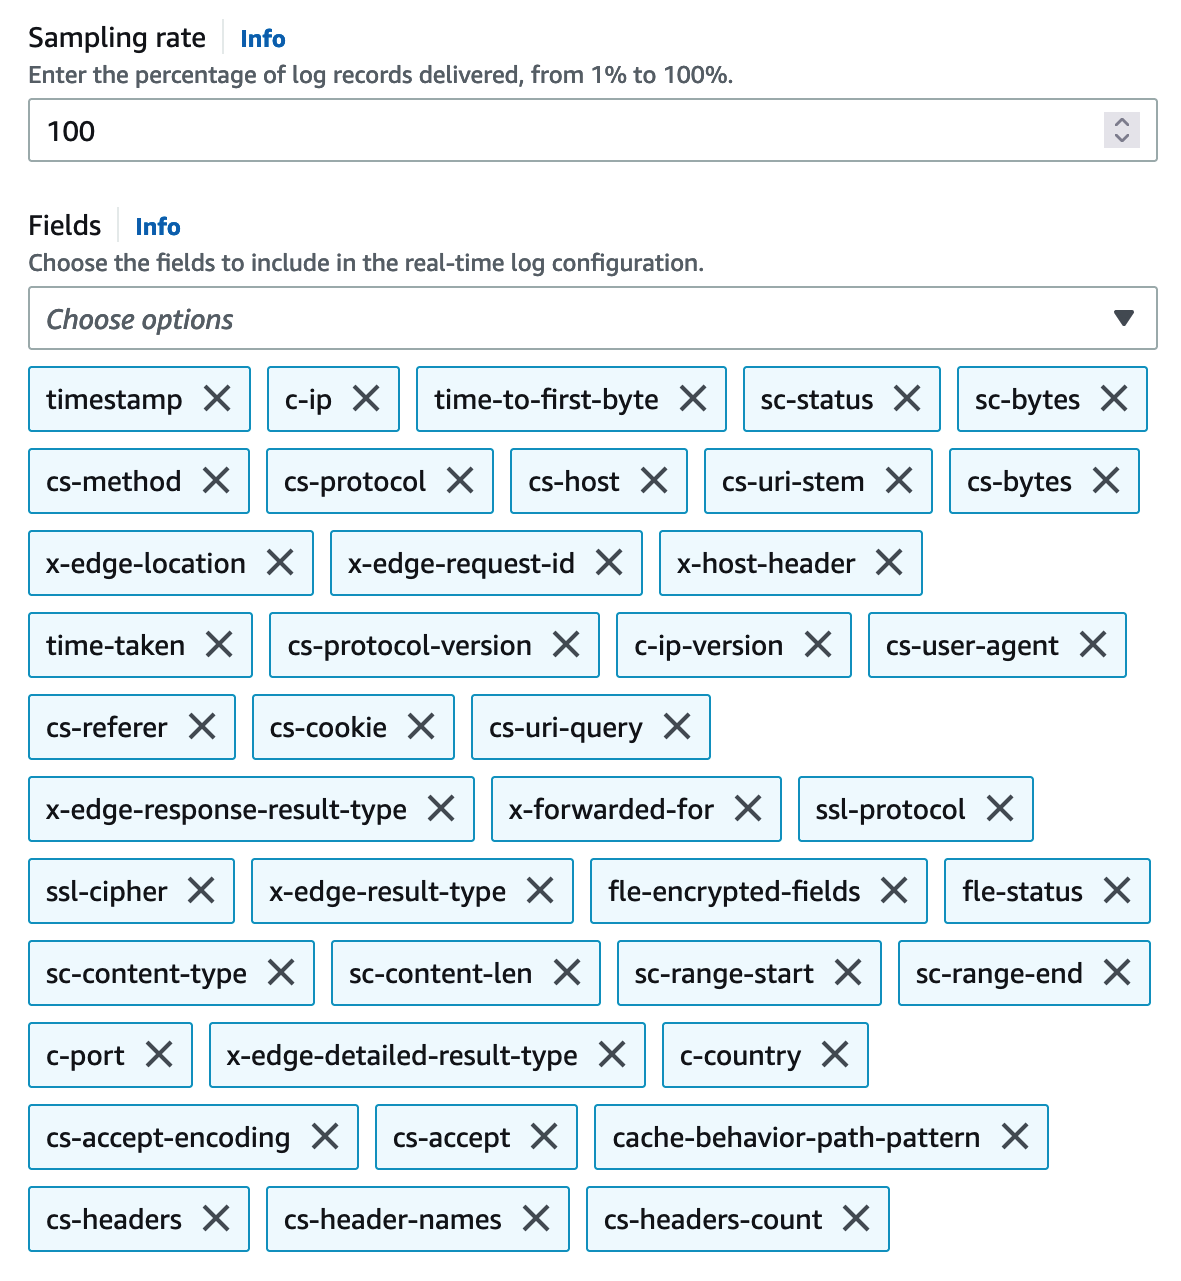 Sampling rate Info
Enter the percentage of log records delivered, from 1% to 100%.
100
Fields Info
Choose the fields to include in the real-time log configuration.
Choose options
timestamp c-ip time-to-first-byte sc-status sc-bytes
cs-method cs-protocol cs-host cs-uri-stem cs-bytes
x-edge-location x-edge-request-id x-host-header
time-taken cs-protocol-version c-ip-version cs-user-agent
cs-referer cs-cookie cs-uri-query
x-edge-response-result-type x-forwarded-for ssl-protocol
ssl-cipher x-edge-result-type fle-encrypted-fields fle-status
sc-content-type sc-content-len sc-range-start sc-range-end
c-port x-edge-detailed-result-type c-country
cs-accept-encoding cs-accept cache-behavior-path-pattern
cs-headers cs-header-names cs-headers-count